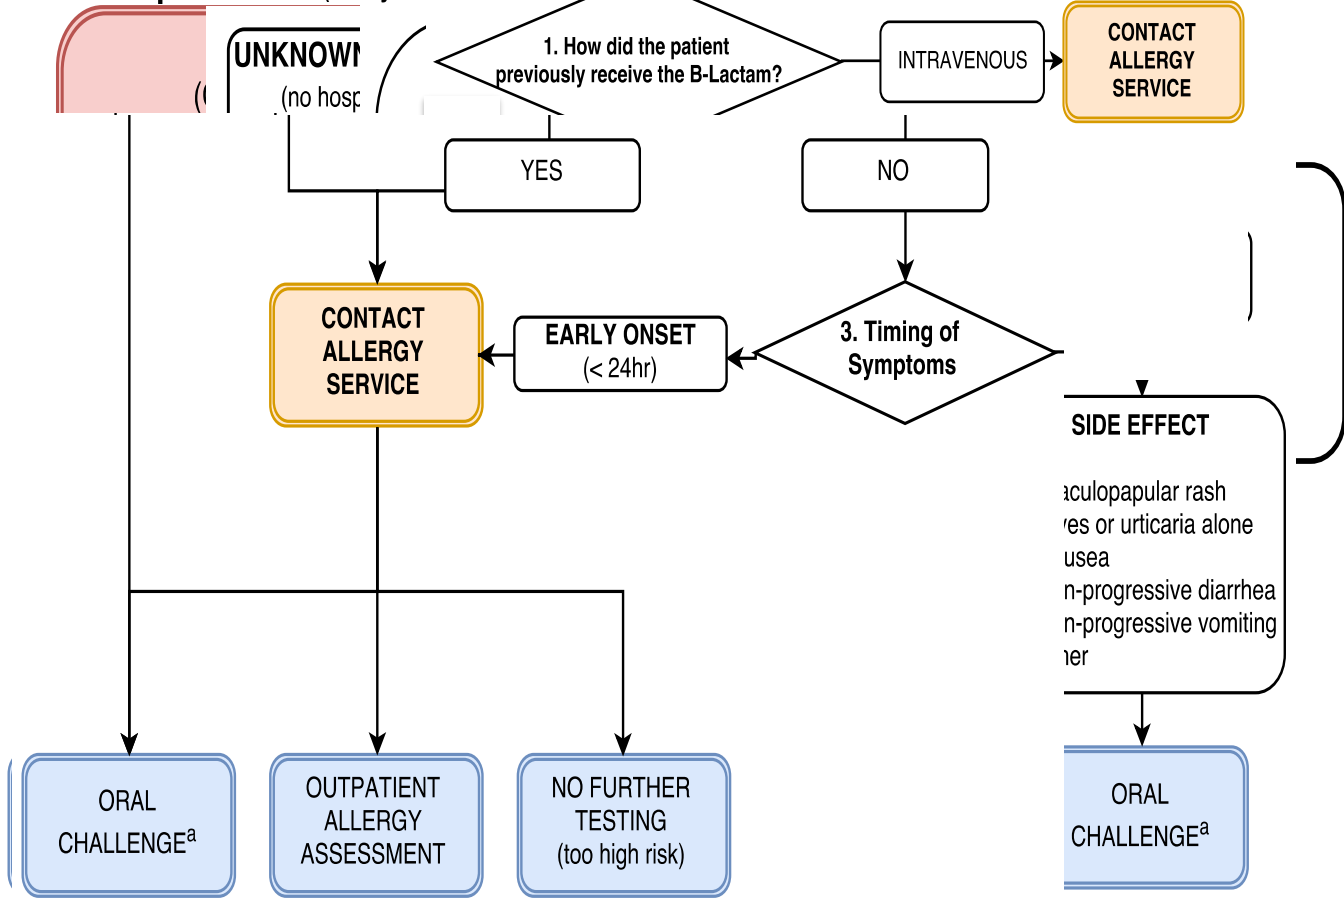 1. How did the patient
previously receive the B-Lactam?
INTRAVENOUS
CONTACT
ALLERGY
SERVICE
UNKNOWN
(no hosp
YES
NO
CONTACT
ALLERGY
SERVICE
EARLY ONSET
(< 24hr)
3. Timing of
Symptoms
SIDE EFFECT
aculopapular rash
ves or urticaria alone
usea
n-progressive diarrhea
n-progressive vomiting
her
ORAL
CHALLENGEa
OUTPATIENT
ALLERGY
ASSESSMENT
NO FURTHER
TESTING
(too high risk)
ORAL
CHALLENGEa